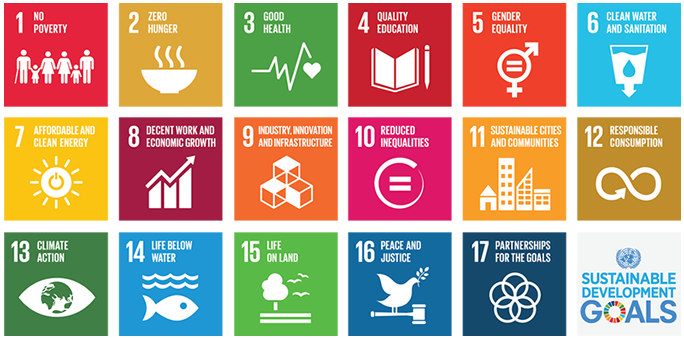 1 NO
POVERTY
2 ZERO
HUNGER
3 GOOD
HEALTH
4 QUALITY
EDUCATION
5 GENDER
EQUALITY
6 CLEAN WATER
AND SANITATION
7 AFFORDABLE AND
CLEAN ENERGY
8 DECENT WORK AND
ECONOMIC GROWTH
9 INDUSTRY, INNOVATION
AND INFRASTRUCTURE
10 REDUCED
INEQUALITIES
11 SUSTAINABLE CITIES
AND COMMUNITIES
12 RESPONSIBLE
CONSUMPTION
13 CLIMATE
ACTION
14 LIFE BELOW
WATER
15 LIFE
ON LAND
16 PEACE AND
JUSTICE
17 PARTNERSHIPS
FOR THE GOALS
SUSTAINABLE
DEVELOPMENT
GOALS